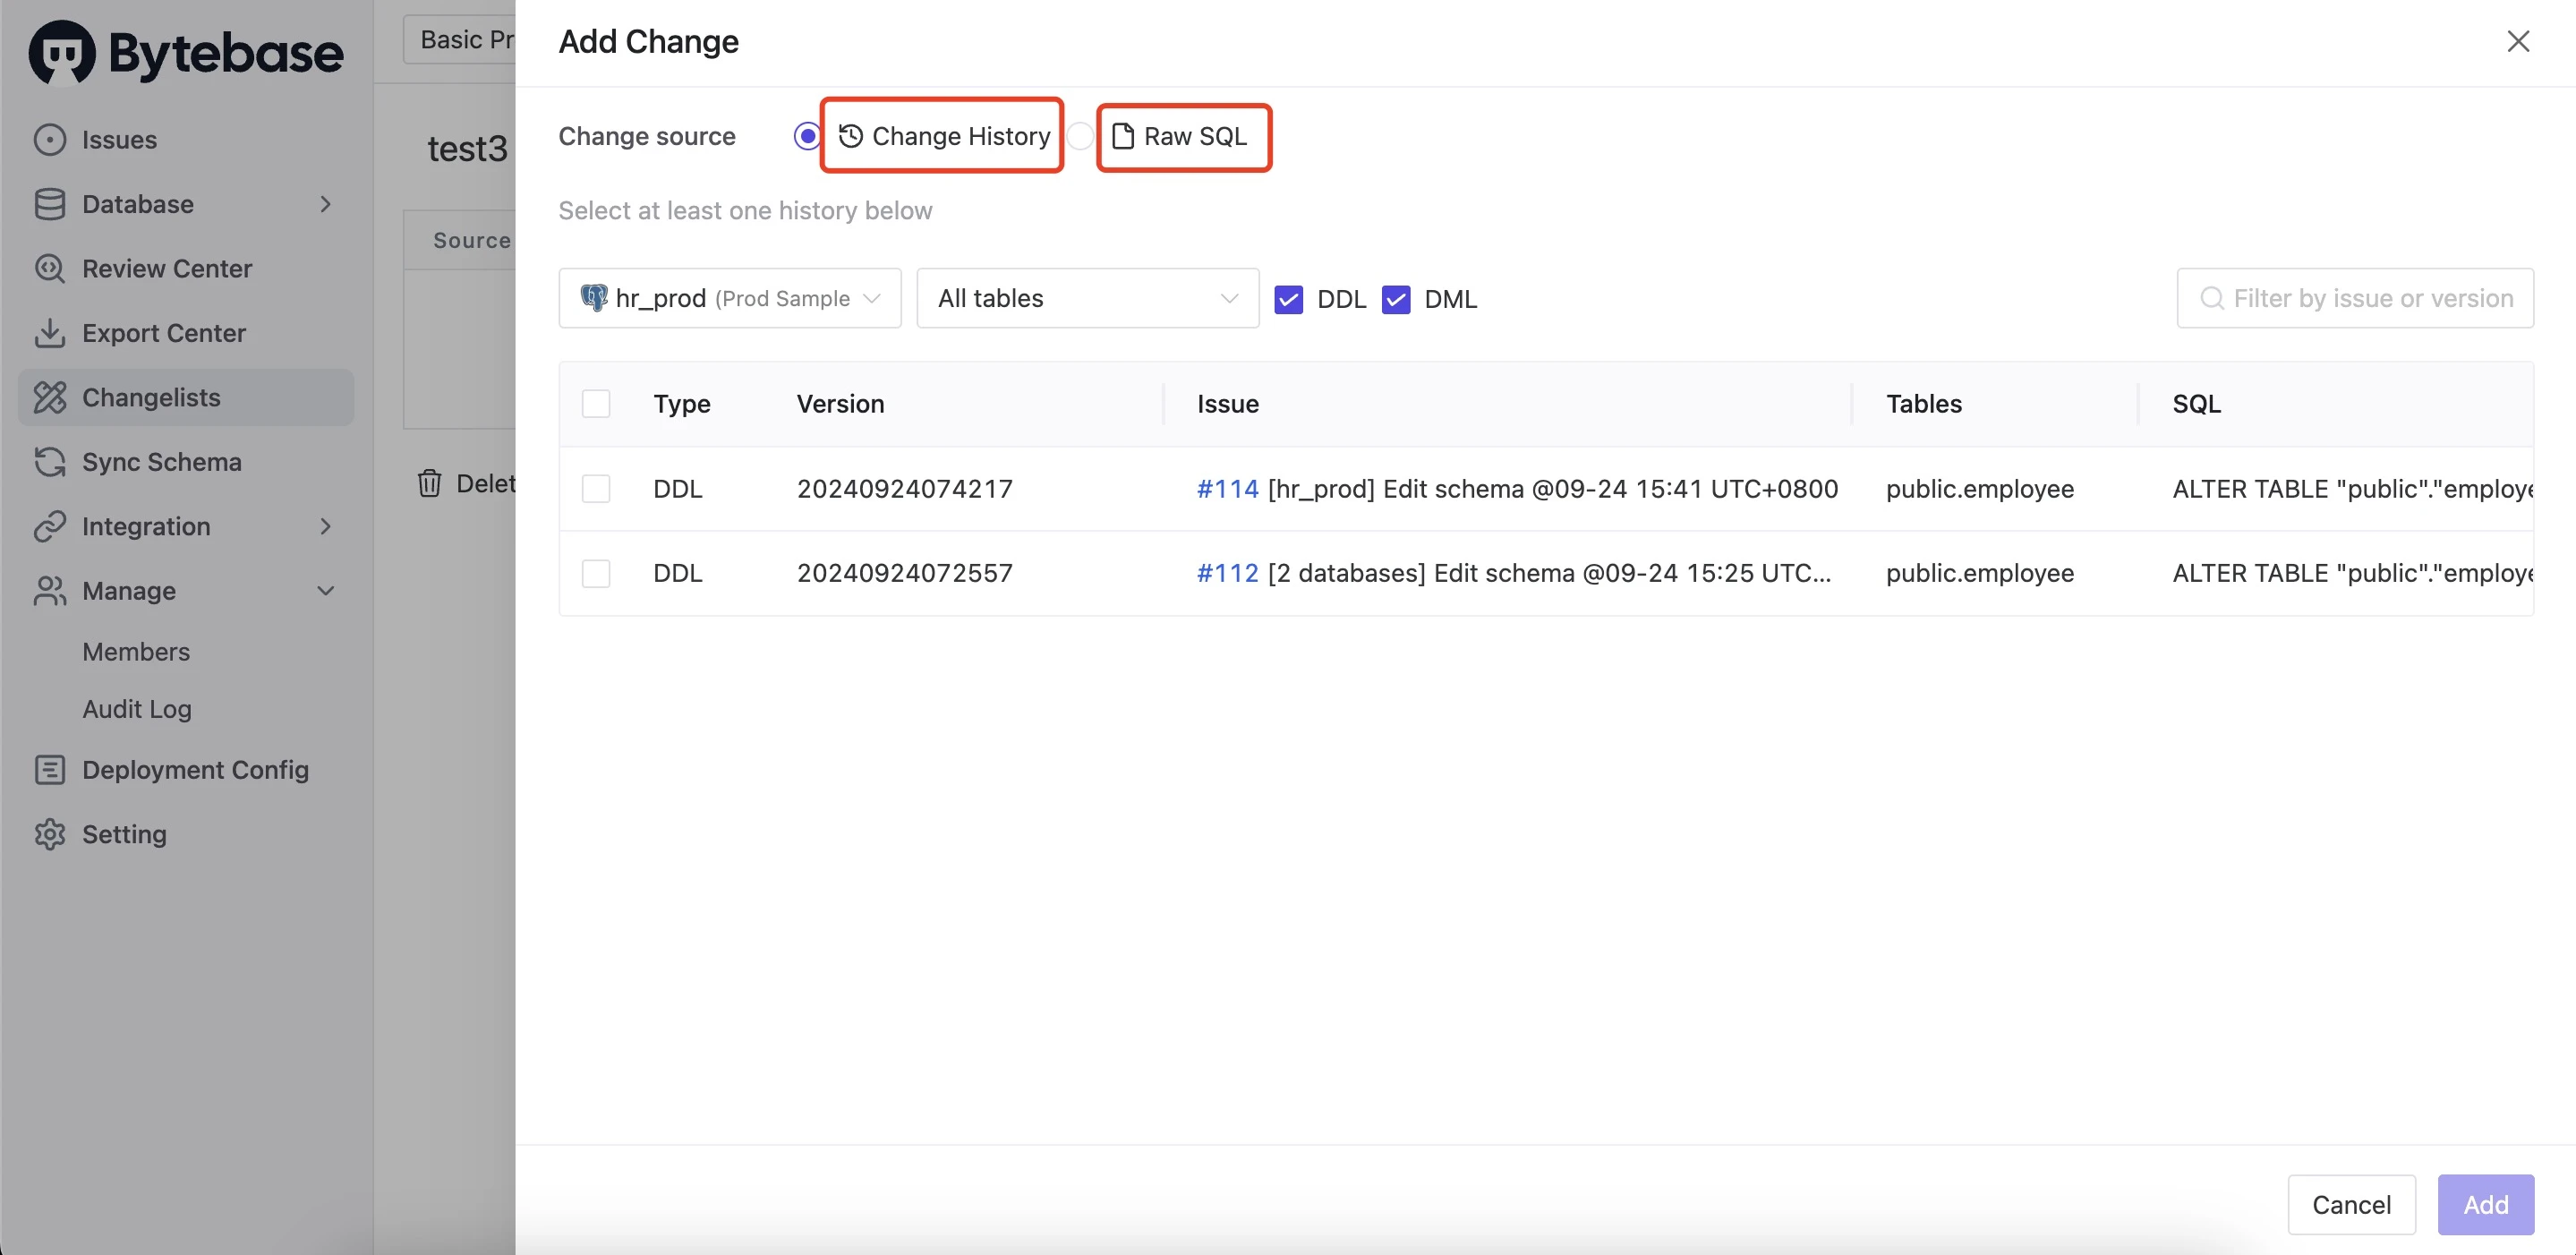 Bytebase
Issues
Database
Review Center
Export Center
Changelists
Sync Schema
Integration
Manage
Members
Audit Log
Deployment Config
Setting
Basic Pr
test3
Source
Delet
Add Change
Change source
Change History
Raw SQL
Select at least one history below
hr_prod (Prod Sample
All tables
DDL
DML
Filter by issue or version
Type Version Issue Tables SQL
DDL 20240924074217 #114 [hr_prod] Edit schema @09-24 15:41 UTC+0800 public.employee ALTER TABLE "public"."employe
DDL 20240924072557 #112 [2 databases] Edit schema @09-24 15:25 UTC... public.employee ALTER TABLE "public"."employe
Cancel
Add